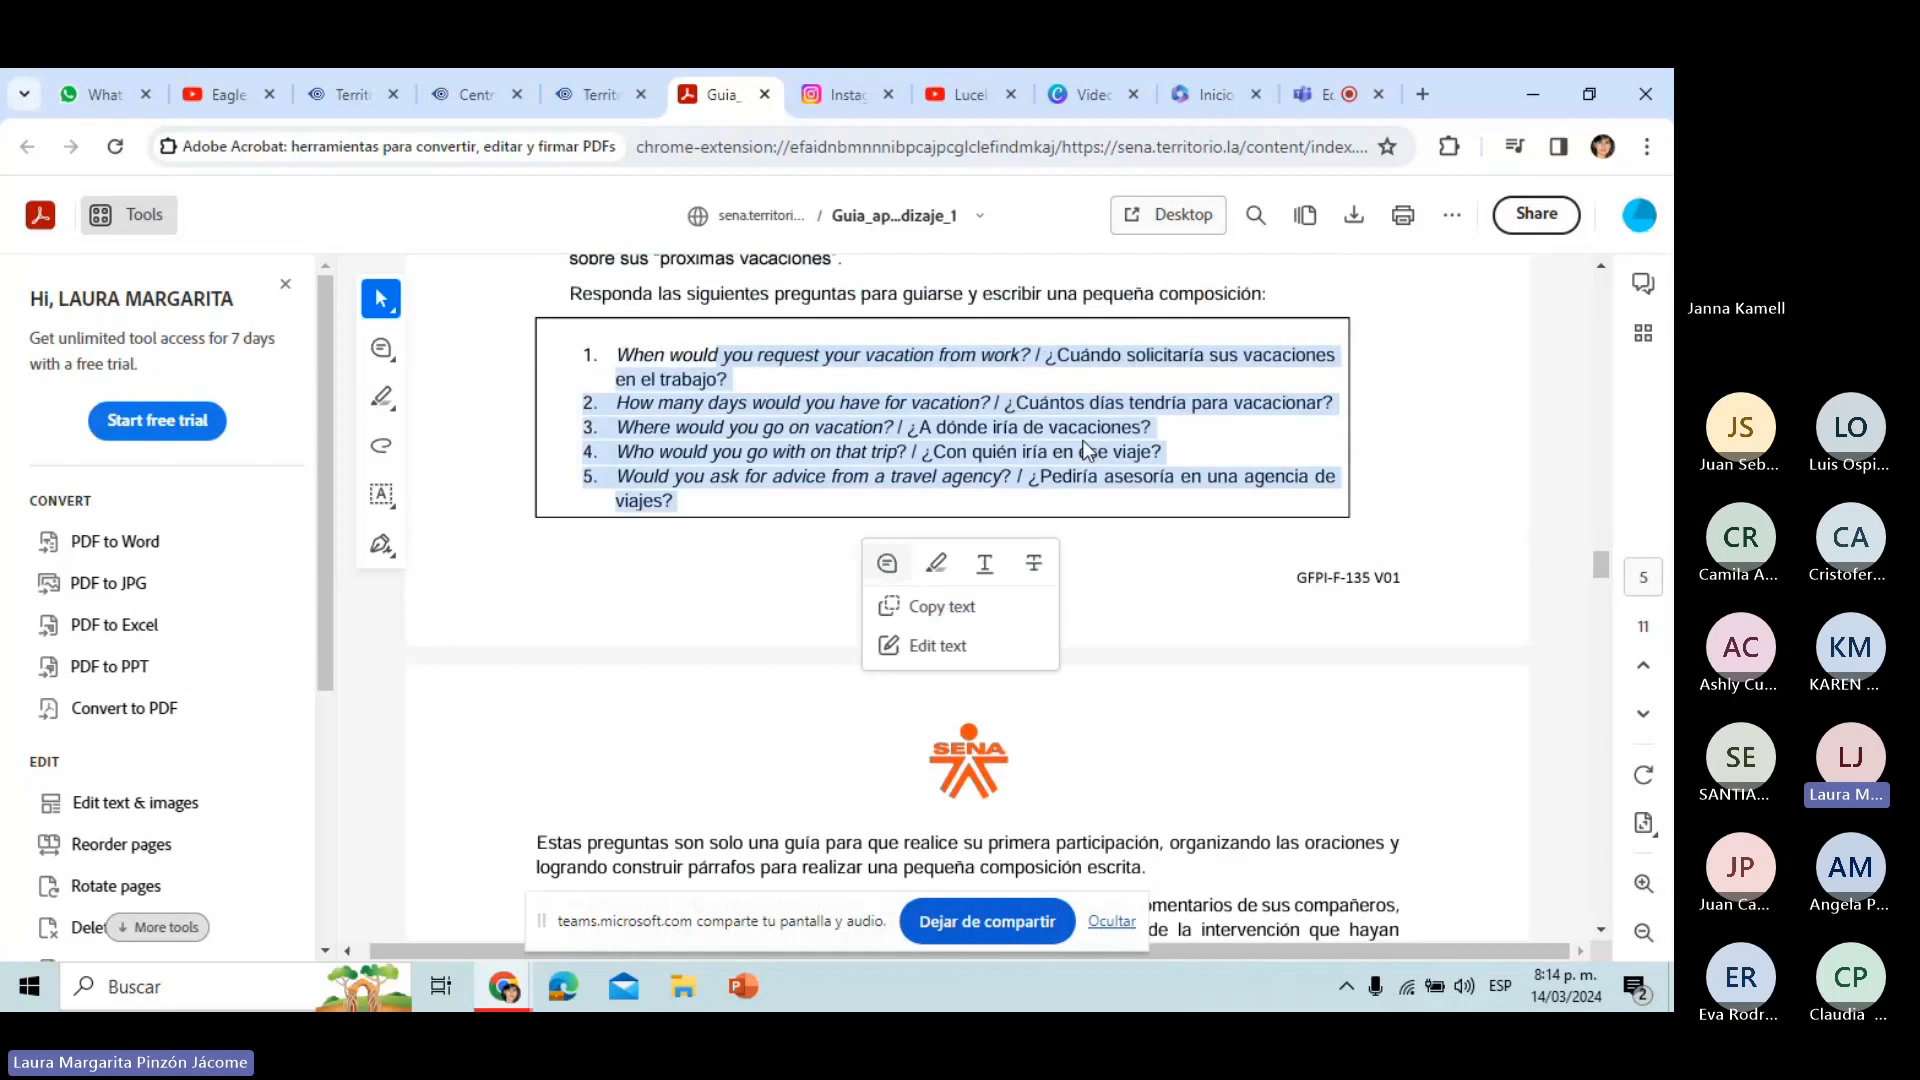 What
Eagle
Territ
Centr
Territ
Guia_
Insta
Lucel
Videc
Inicio
Ec
Adobe Acrobat: herramientas para convertir, editar y firmar PDFs
chrome-extension://efaidnbmnnnibpcajpcglclefindmkaj/https://sena.territorio.la/content/index....
Tools
sena.territori... / Guia_ap...dizaje_1
Desktop
Share
Hi, LAURA MARGARITA
Get unlimited tool access for 7 days
with a free trial.
Start free trial
CONVERT
PDF to Word
PDF to JPG
PDF to Excel
PDF to PPT
Convert to PDF
EDIT
Edit text & images
Reorder pages
Rotate pages
Delet
More tools
sobre sus "próximas vacaciones".
Responda las siguientes preguntas para guiarse y escribir una pequeña composición:
1. When would you request your vacation from work? / ¿Cuándo solicitaría sus vacaciones
en el trabajo?
2. How many days would you have for vacation? / ¿Cuántos días tendría para vacacionar?
3. Where would you go on vacation? / ¿A dónde iría de vacaciones?
4. Who would you go with on that trip? / ¿Con quién iría en ese viaje?
5. Would you ask for advice from a travel agency? / ¿Pediría asesoría en una agencia de
viajes?
GFPI-F-135 V01
Copy text
Edit text
SENA
Estas preguntas son solo una guía para que realice su primera participación, organizando las oraciones y
logrando construir párrafos para realizar una pequeña composición escrita.
omentarios de sus compañeros,
de la intervención que hayan
teams.microsoft.com comparte tu pantalla y audio.
Dejar de compartir
Ocultar
5
11
Buscar
ESP
8:14 p. m.
14/03/2024
2
Janna Kamell
JS
Juan Seb...
LO
Luis Ospi...
CR
Camila A...
CA
Cristofer...
AC
Ashly Cu...
KM
KAREN ...
SE
SANTIA...
LJ
Laura M...
JP
Juan Ca...
AM
Angela P...
ER
Eva Rodr...
CP
Claudia ...
Laura Margarita Pinzón Jácome